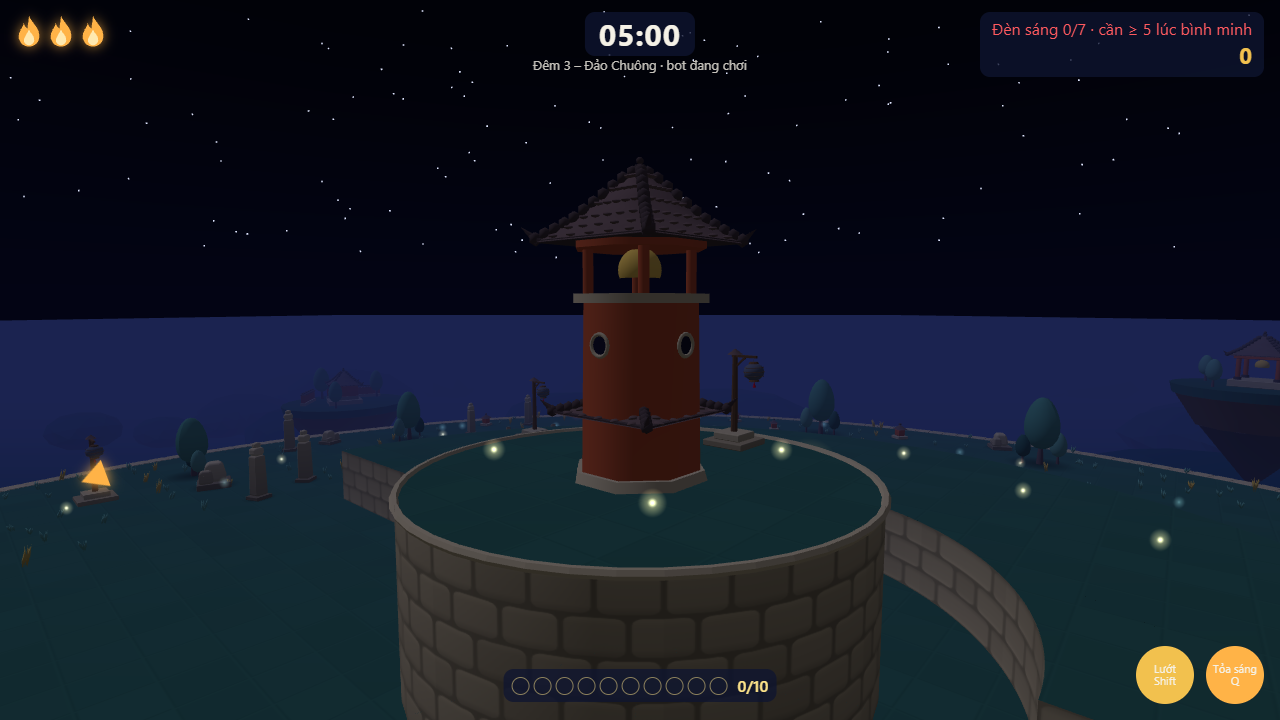 05:00
Đêm 3 – Đảo Chuông · bot đang chơi
Đèn sáng 0/7 · cần ≥ 5 lúc bình minh
0
0/10
Lướt
Shift
Tỏa sáng
Q